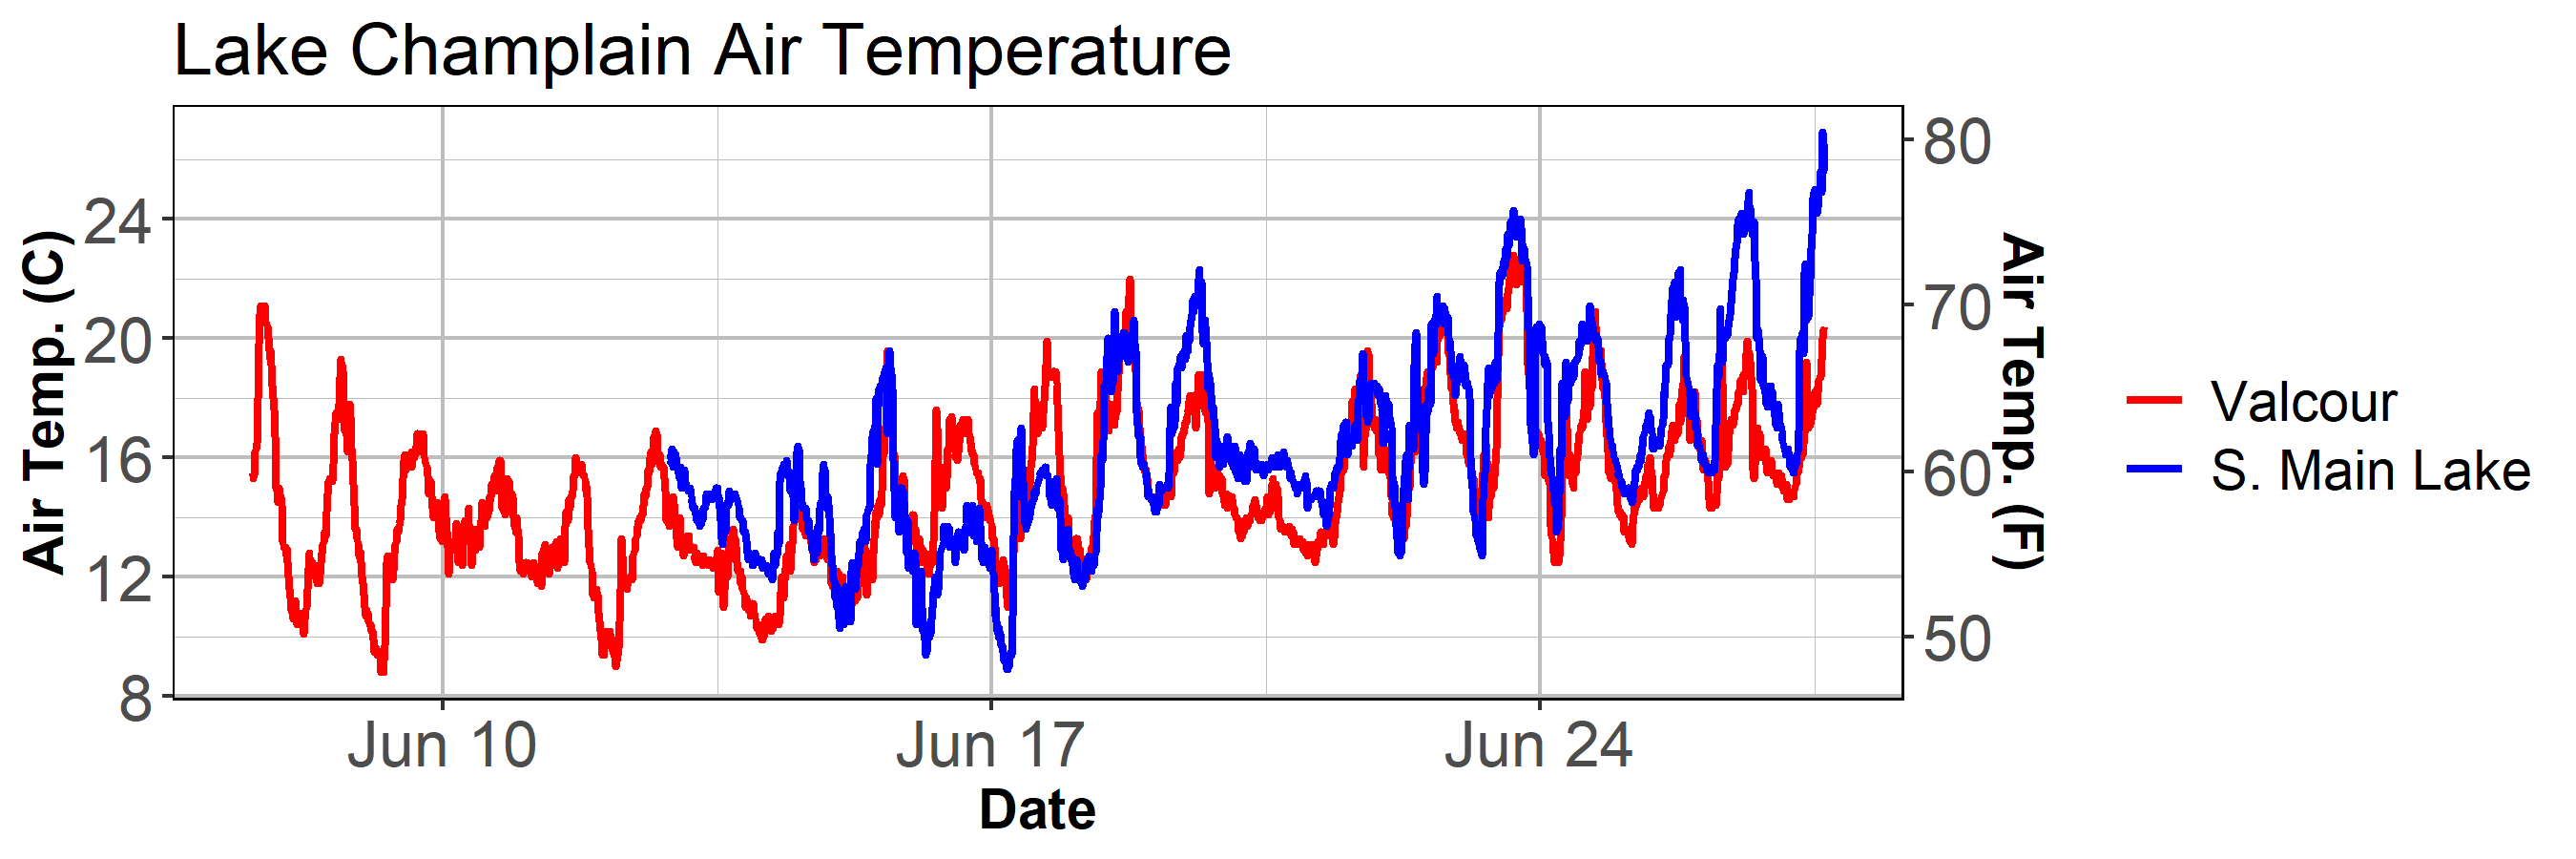 Lake Champlain Air Temperature
Air Temp. (C)
24
20
16
12
8
80
70
60
50
Air Temp. (F)
Jun 10
Jun 17
Jun 24
Date
Valcour
S. Main Lake